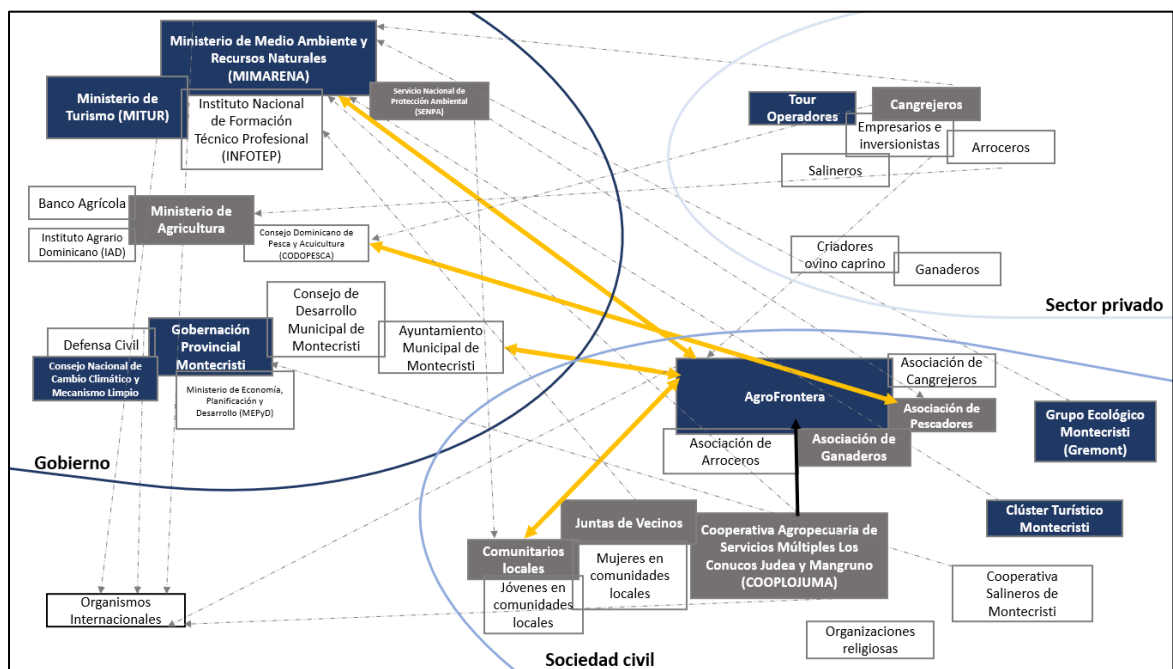 Ministerio de Medio Ambiente y
Recursos Naturales
(MIMARENA)
Ministerio de
Turismo (MITUR)
Instituto Nacional
de Formación
Técnico Profesional
(INFOTEP)
Servicio Nacional de
Protección Ambiental
(SENPA)
Banco Agrícola
Ministerio de
Agricultura
Instituto Agrario
Dominicano (IAD)
Consejo Dominicano de
Pesca y Acuicultura
(CODOPESCA)
Defensa Civil
Gobernación
Provincial
Montecristi
Consejo de
Desarrollo
Municipal de
Montecristi
Ayuntamiento
Municipal de
Montecristi
Consejo Nacional de
Cambio Climático y
Mecanismo Limpio
Ministerio de Economía,
Planificación y
Desarrollo (MEPyD)
Gobierno
Organismos
Internacionales
Tour
Operadores
Cangrejeros
Empresarios e
inversionistas
Arroceros
Salineros
Criadores
ovino caprino
Ganaderos
Sector privado
AgroFrontera
Asociación de
Cangrejeros
Asociación de
Pescadores
Asociación de
Arroceros
Asociación de
Ganaderos
Grupo Ecológico
Montecristi
(Gremont)
Clúster Turístico
Montecristi
Juntas de Vecinos
Comunitarios
locales
Mujeres en
comunidades
locales
Jóvenes en
comunidades
locales
Cooperativa Agropecuaria de
Servicios Múltiples Los
Conucos Judea y Mangruno
(COOPLOJUMA)
Cooperativa
Salineros de
Montecristi
Organizaciones
religiosas
Sociedad civil